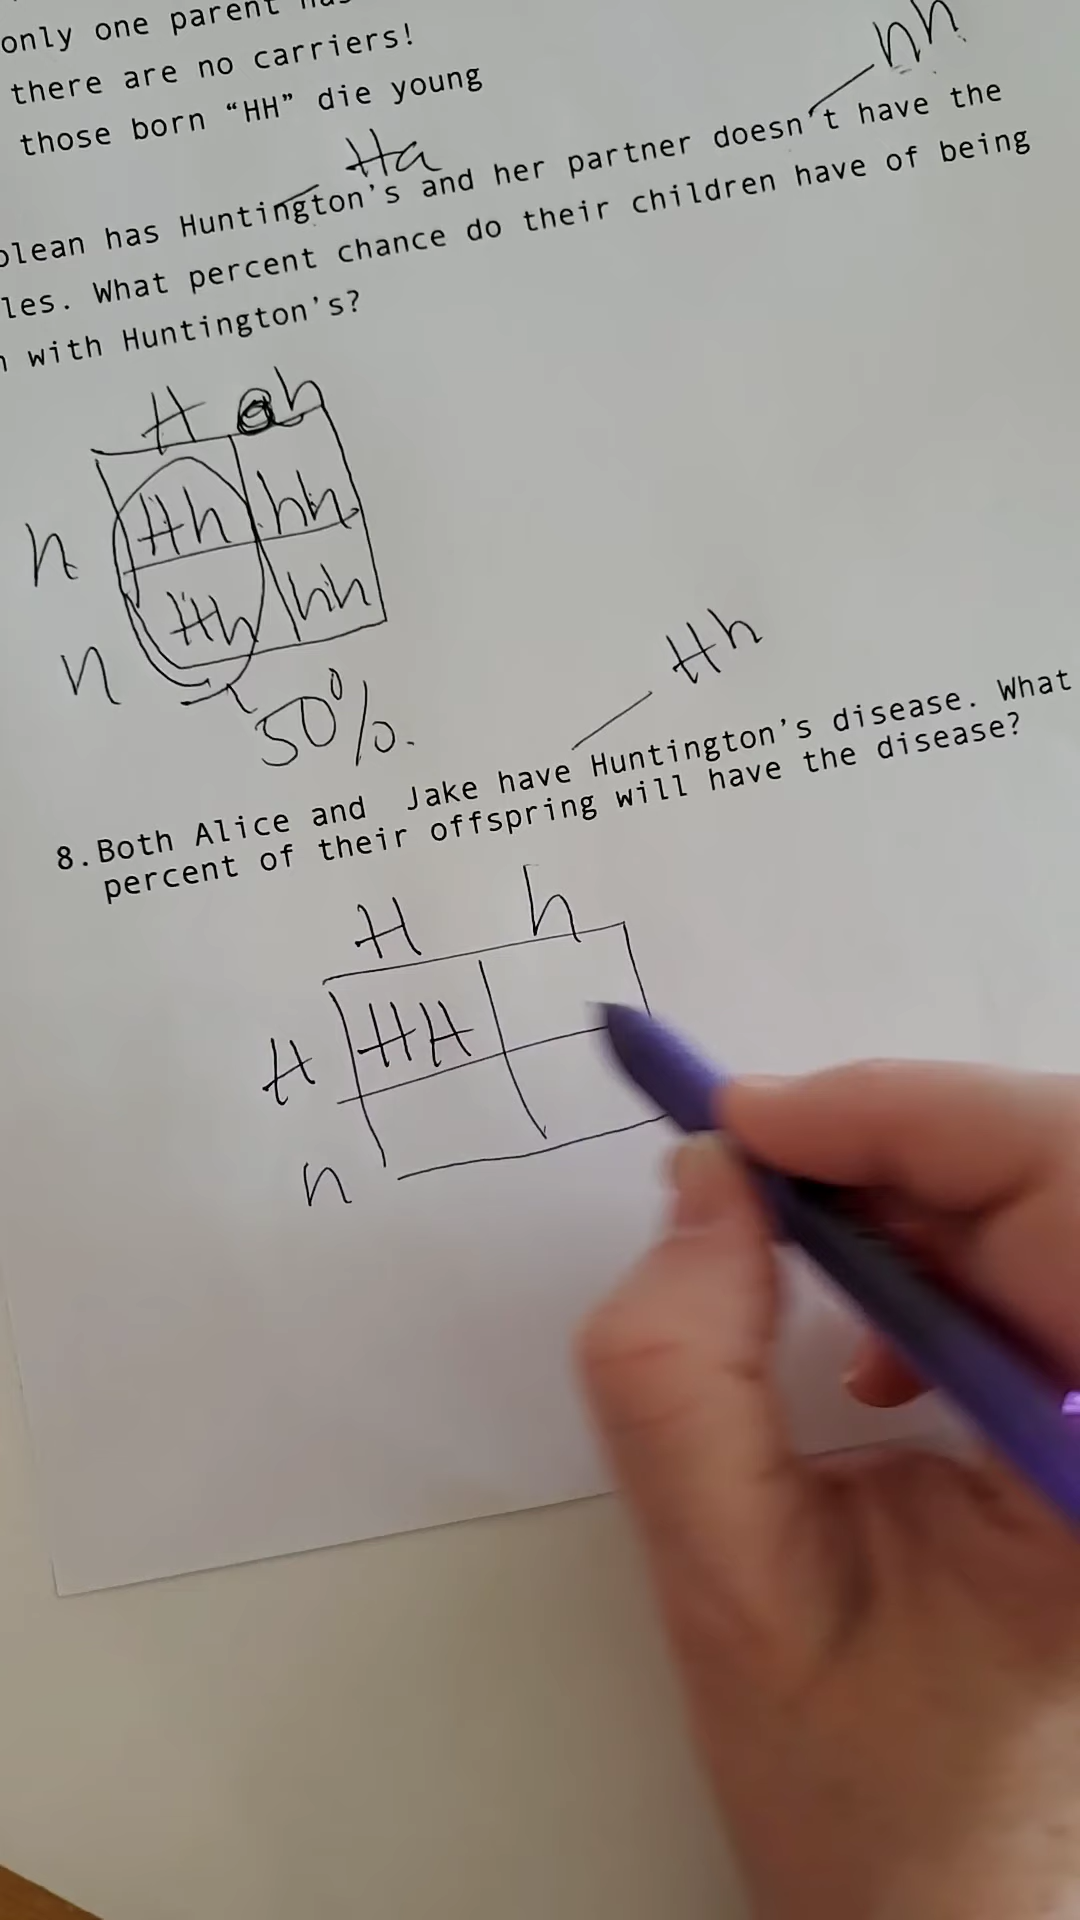 only one parent
there are no carriers!
those born “HH” die young
hh
Ha
has Huntington's and her partner doesn't have the
What percent chance do their children have of being
with Huntington's?
H h
h Hh hh
h Hh hh
50%.
Hh
8. Both Alice and Jake have Huntington's disease. What
percent of their offspring will have the disease?
H h
H HH
h